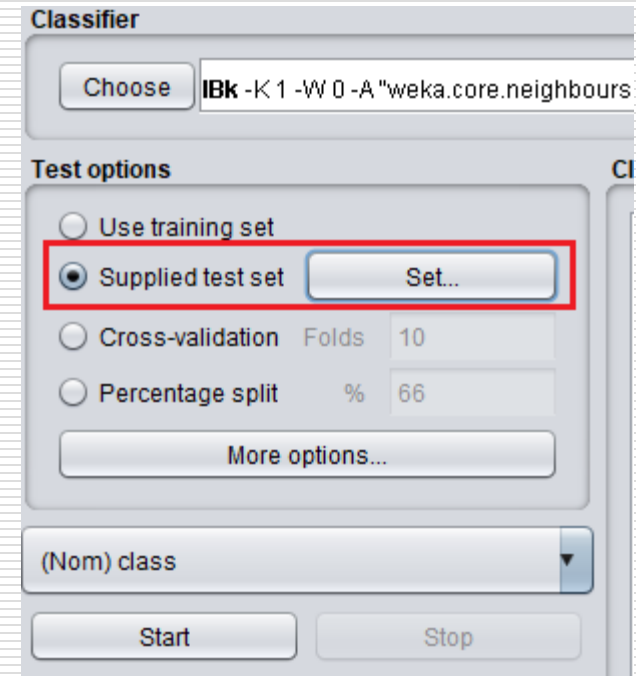 Classifier
Choose IBk -K 1 -W 0 -A "weka.core.neighbours
Test options
Cl
Use training set
Supplied test set Set...
Cross-validation Folds 10
Percentage split % 66
More options...
(Nom) class
Start Stop